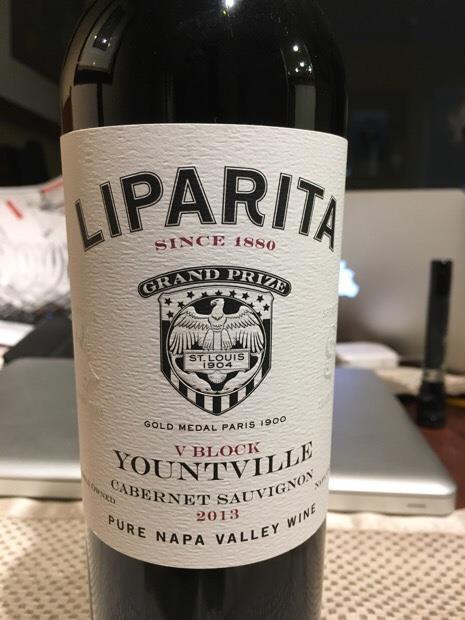 LIPARITA
SINCE 1880
GRAND PRIZE
ST. LOUIS
1904
GOLD MEDAL PARIS 1900
V BLOCK
YOUNTVILLE
OWNED
CABERNET SAUVIGNON
2013
PURE NAPA VALLEY WINE